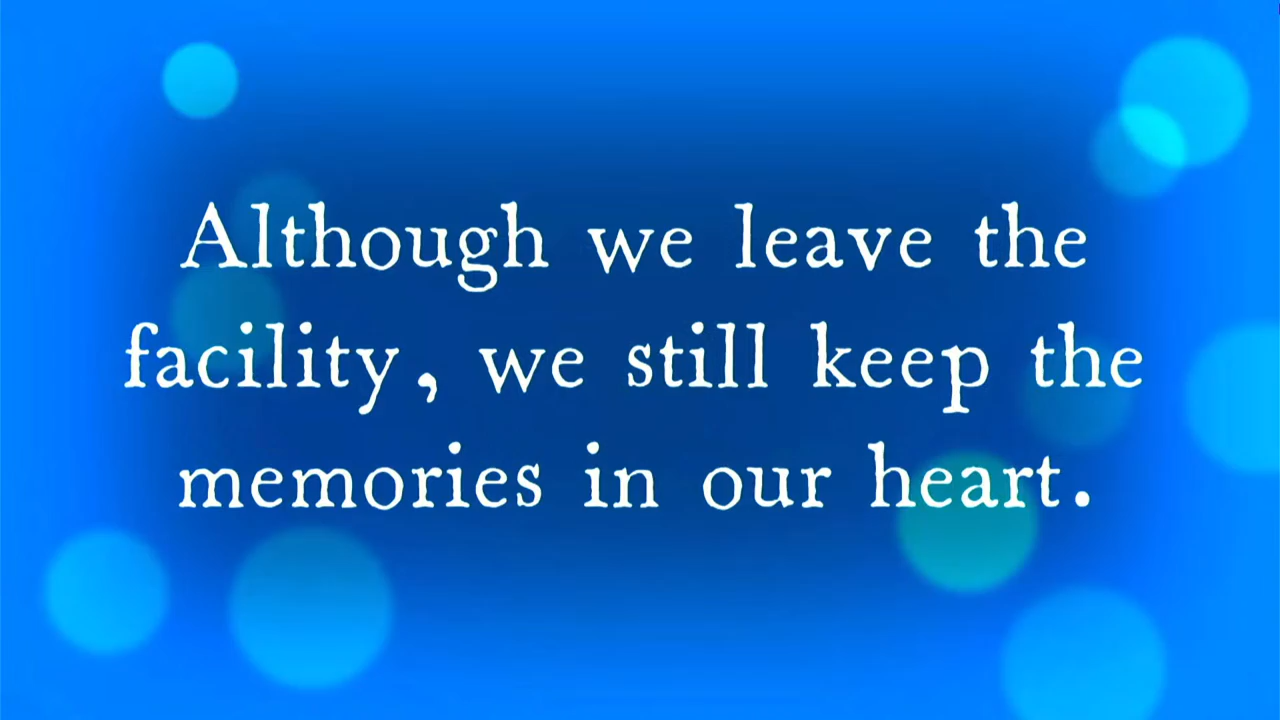 Although we leave the
facility, we still keep the
memories in our heart.